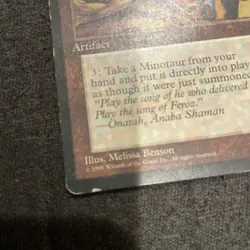 Artifact
3: Take a Minotaur from your
hand and put it directly into play
as though it were just summoned.
"Play the song of he who delivered
Play the song of Feroz."
—Onatah, Anaba Shaman
Illus. Melissa Benson
© 1995 Wizards of the Coast, Inc. All rights reserved.